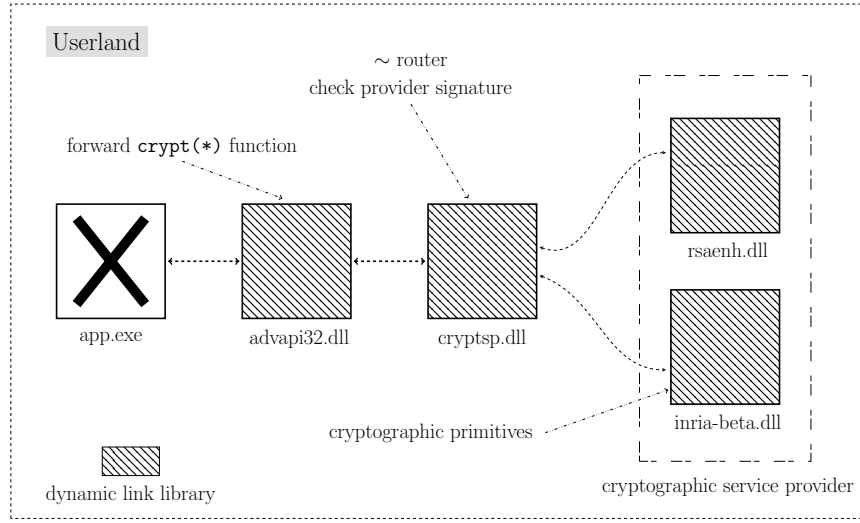 Userland
∼ router
check provider signature
forward crypt(*) function
app.exe
advapi32.dll
cryptsp.dll
rsaenh.dll
inria-beta.dll
cryptographic primitives
dynamic link library
cryptographic service provider